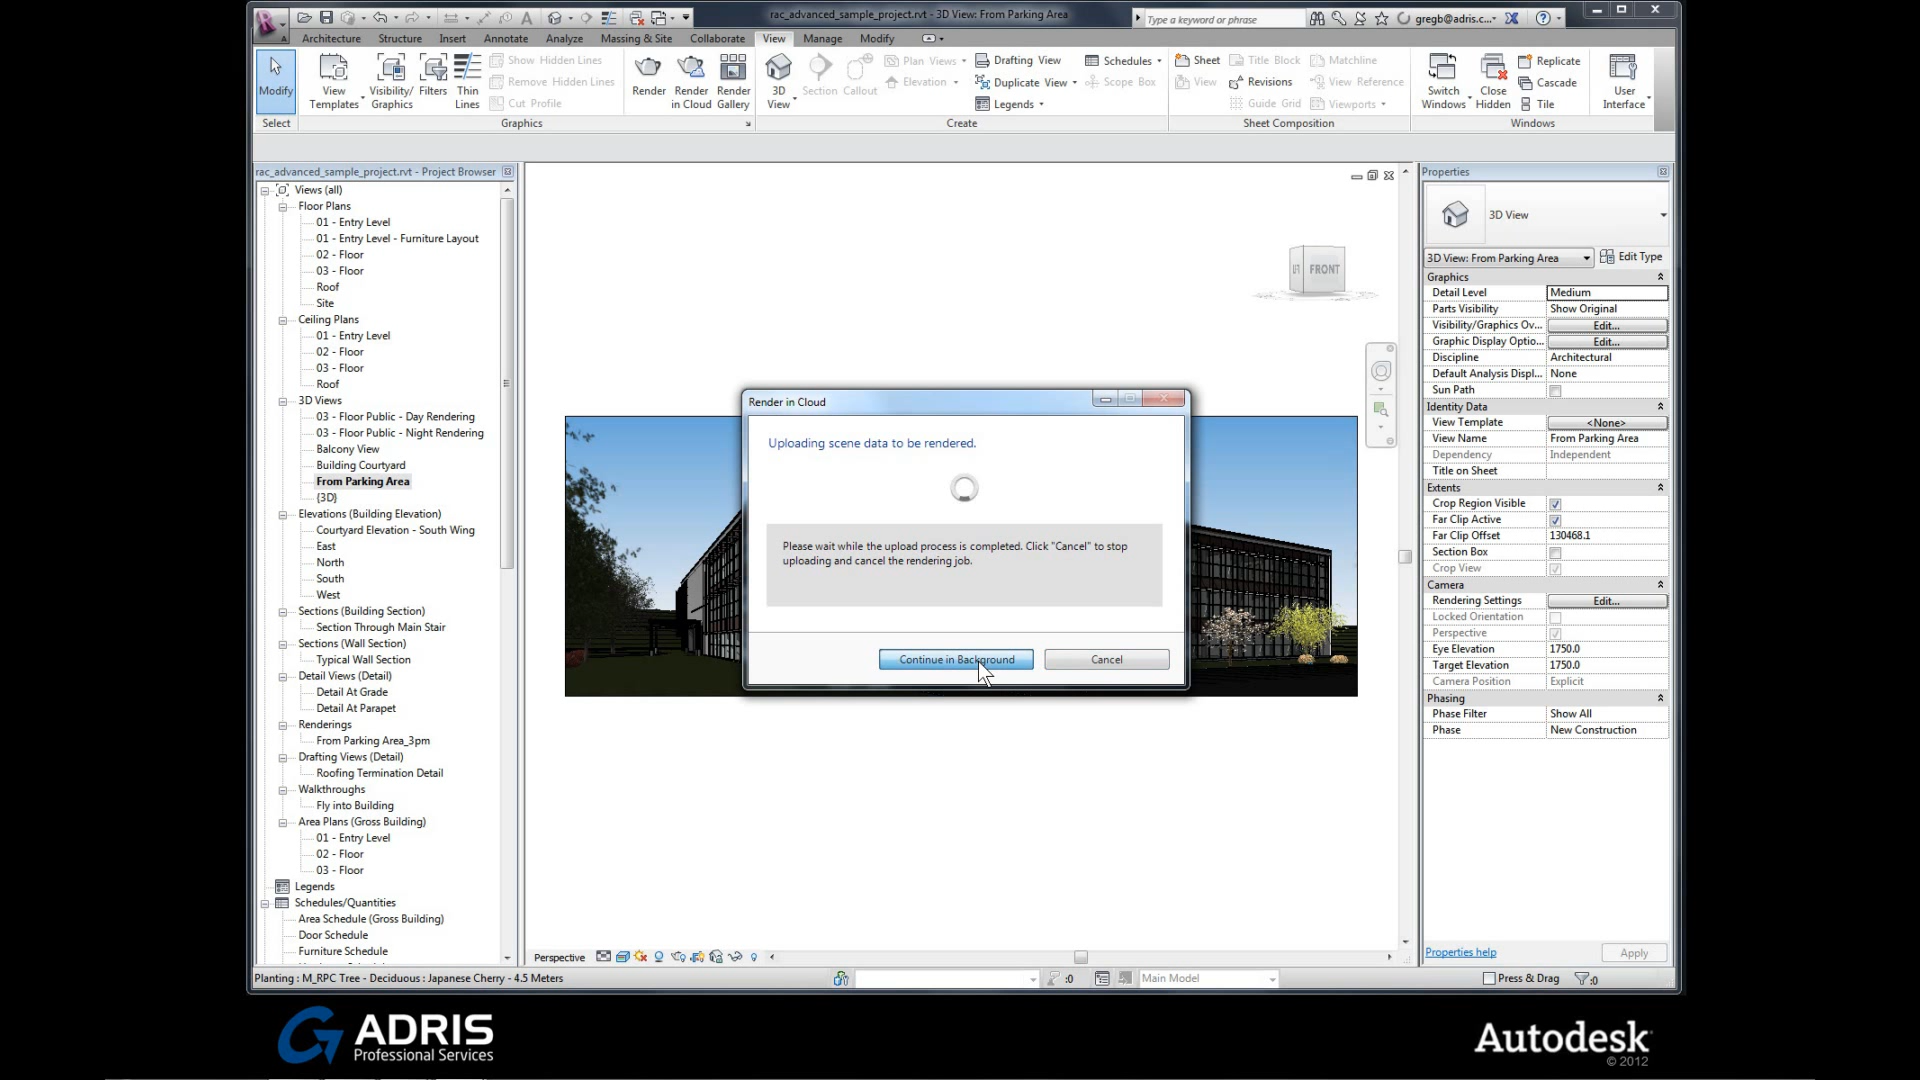 rac_advanced_sample_project.rvt - 3D View: From Parking Area
Type a keyword or phrase
gregb@adris.c...
Architecture Structure Insert Annotate Analyze Massing & Site Collaborate View Manage Modify
Modify
View Templates
Visibility/ Graphics
Filters
Thin Lines
Show Hidden Lines
Remove Hidden Lines
Cut Profile
Render
Render in Cloud
Render Gallery
3D View
Section
Callout
Plan Views
Elevation
Drafting View
Duplicate View
Legends
Schedules
Scope Box
Sheet
View
Title Block
Revisions
Guide Grid
Matchline
View Reference
Viewports
Switch Windows
Close Hidden
Replicate
Cascade
Tile
User Interface
Select
Graphics
Create
Sheet Composition
Windows
rac_advanced_sample_project.rvt - Project Browser
Views (all)
Floor Plans
01 - Entry Level
01 - Entry Level - Furniture Layout
02 - Floor
03 - Floor
Roof
Site
Ceiling Plans
01 - Entry Level
02 - Floor
03 - Floor
Roof
3D Views
03 - Floor Public - Day Rendering
03 - Floor Public - Night Rendering
Balcony View
Building Courtyard
From Parking Area
{3D}
Elevations (Building Elevation)
Courtyard Elevation - South Wing
East
North
South
West
Sections (Building Section)
Section Through Main Stair
Sections (Wall Section)
Typical Wall Section
Detail Views (Detail)
Detail At Grade
Detail At Parapet
Renderings
From Parking Area_3pm
Drafting Views (Detail)
Roofing Termination Detail
Walkthroughs
Fly into Building
Area Plans (Gross Building)
01 - Entry Level
02 - Floor
03 - Floor
Legends
Schedules/Quantities
Area Schedule (Gross Building)
Door Schedule
Furniture Schedule
FRONT
Render in Cloud
Uploading scene data to be rendered.
Please wait while the upload process is completed. Click "Cancel" to stop
uploading and cancel the rendering job.
Continue in Background
Cancel
Perspective
Properties
3D View
3D View: From Parking Area
Edit Type
Graphics
Detail Level Medium
Parts Visibility Show Original
Visibility/Graphics Ov... Edit...
Graphic Display Optio... Edit...
Discipline Architectural
Default Analysis Displ... None
Sun Path
Identity Data
View Template <None>
View Name From Parking Area
Dependency Independent
Title on Sheet
Extents
Crop Region Visible
Far Clip Active
Far Clip Offset 130468.1
Section Box
Crop View
Camera
Rendering Settings Edit...
Locked Orientation
Perspective
Eye Elevation 1750.0
Target Elevation 1750.0
Camera Position Explicit
Phasing
Phase Filter Show All
Phase New Construction
Properties help
Apply
Planting : M_RPC Tree - Deciduous : Japanese Cherry - 4.5 Meters
:0
Main Model
Press & Drag
:0
ADRIS
Professional Services
Autodesk
© 2012